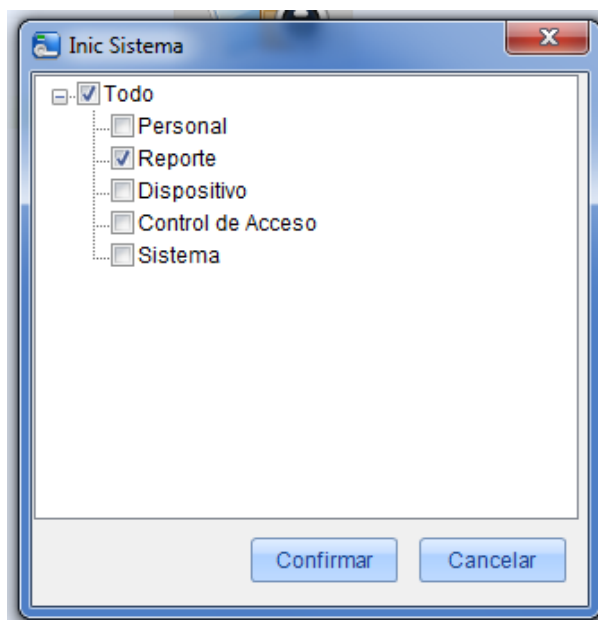 Inic Sistema
Todo
Personal
Reporte
Dispositivo
Control de Acceso
Sistema
Confirmar Cancelar